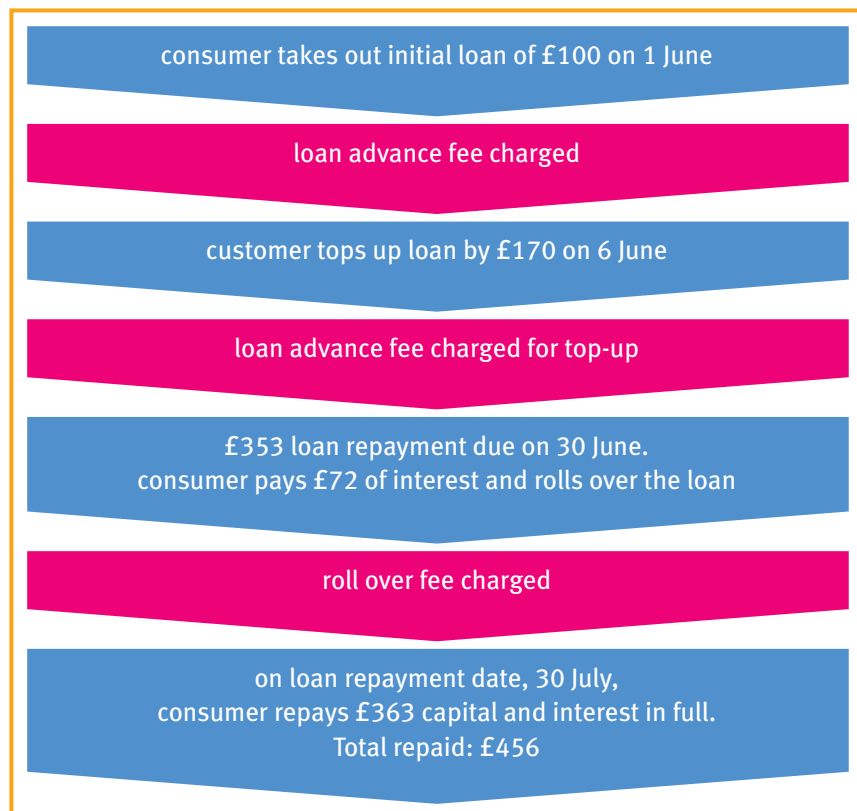 consumer takes out initial loan of £100 on 1 June
loan advance fee charged
customer tops up loan by £170 on 6 June
loan advance fee charged for top-up
£353 loan repayment due on 30 June.
consumer pays £72 of interest and rolls over the loan
roll over fee charged
on loan repayment date, 30 July,
consumer repays £363 capital and interest in full.
Total repaid: £456